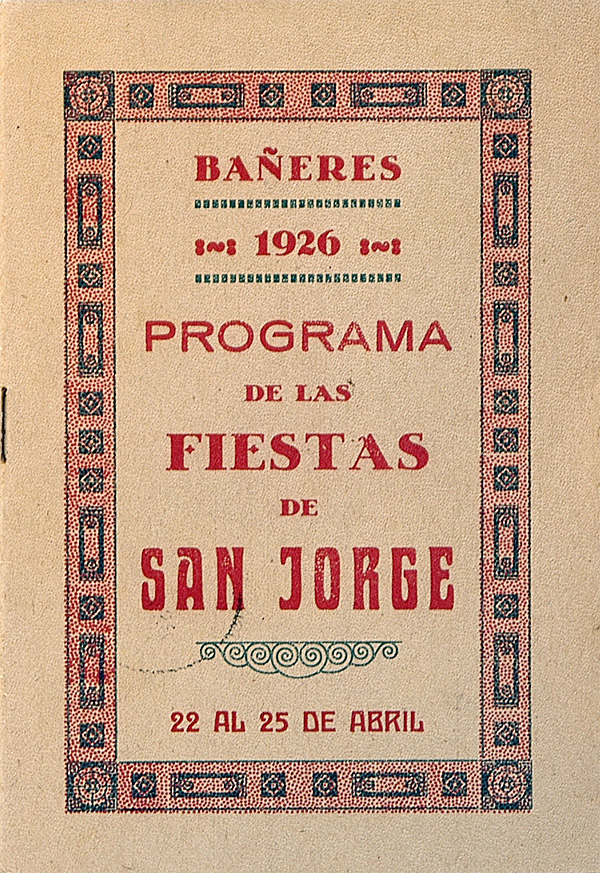 BAÑERES
1926
PROGRAMA
DE LAS
FIESTAS
DE
SAN JORGE
22 AL 25 DE ABRIL